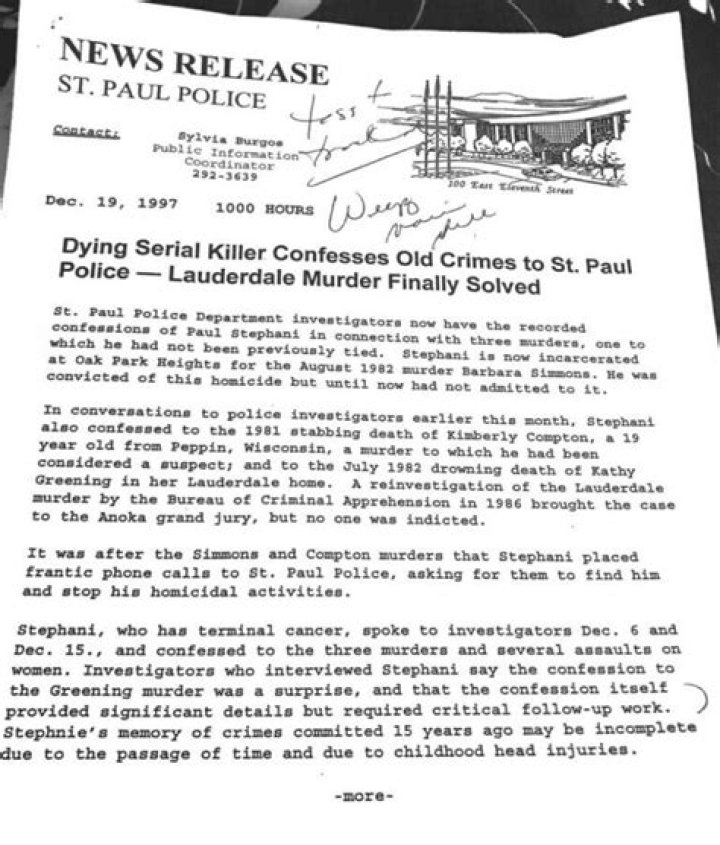 NEWS RELEASE
ST. PAUL POLICE
Contact:
Sylvia Burgos
Public Information
Coordinator
292-3639
100 East Eleventh Street
Dec. 19, 1997 1000 HOURS
Dying Serial Killer Confesses Old Crimes to St. Paul
Police — Lauderdale Murder Finally Solved
St. Paul Police Department investigators now have the recorded
confessions of Paul Stephani in connection with three murders, one to
which he had not been previously tied. Stephani is now incarcerated
at Oak Park Heights for the August 1982 murder Barbara Simmons. He was
convicted of this homicide but until now had not admitted to it.
In conversations to police investigators earlier this month, Stephani
also confessed to the 1981 stabbing death of Kimberly Compton, a 19
year old from Peppin, Wisconsin, a murder to which he had been
considered a suspect; and to the July 1982 drowning death of Kathy
Greening in her Lauderdale home. A reinvestigation of the Lauderdale
murder by the Bureau of Criminal Apprehension in 1986 brought the case
to the Anoka grand jury, but no one was indicted.
It was after the Simmons and Compton murders that Stephani placed
frantic phone calls to St. Paul Police, asking for them to find him
and stop his homicidal activities.
Stephani, who has terminal cancer, spoke to investigators Dec. 6 and
Dec. 15., and confessed to the three murders and several assaults on
women. Investigators who interviewed Stephani say the confession to
the Greening murder was a surprise, and that the confession itself
provided significant details but required critical follow-up work.
Stephnie's memory of crimes committed 15 years ago may be incomplete
due to the passage of time and due to childhood head injuries.
-more-